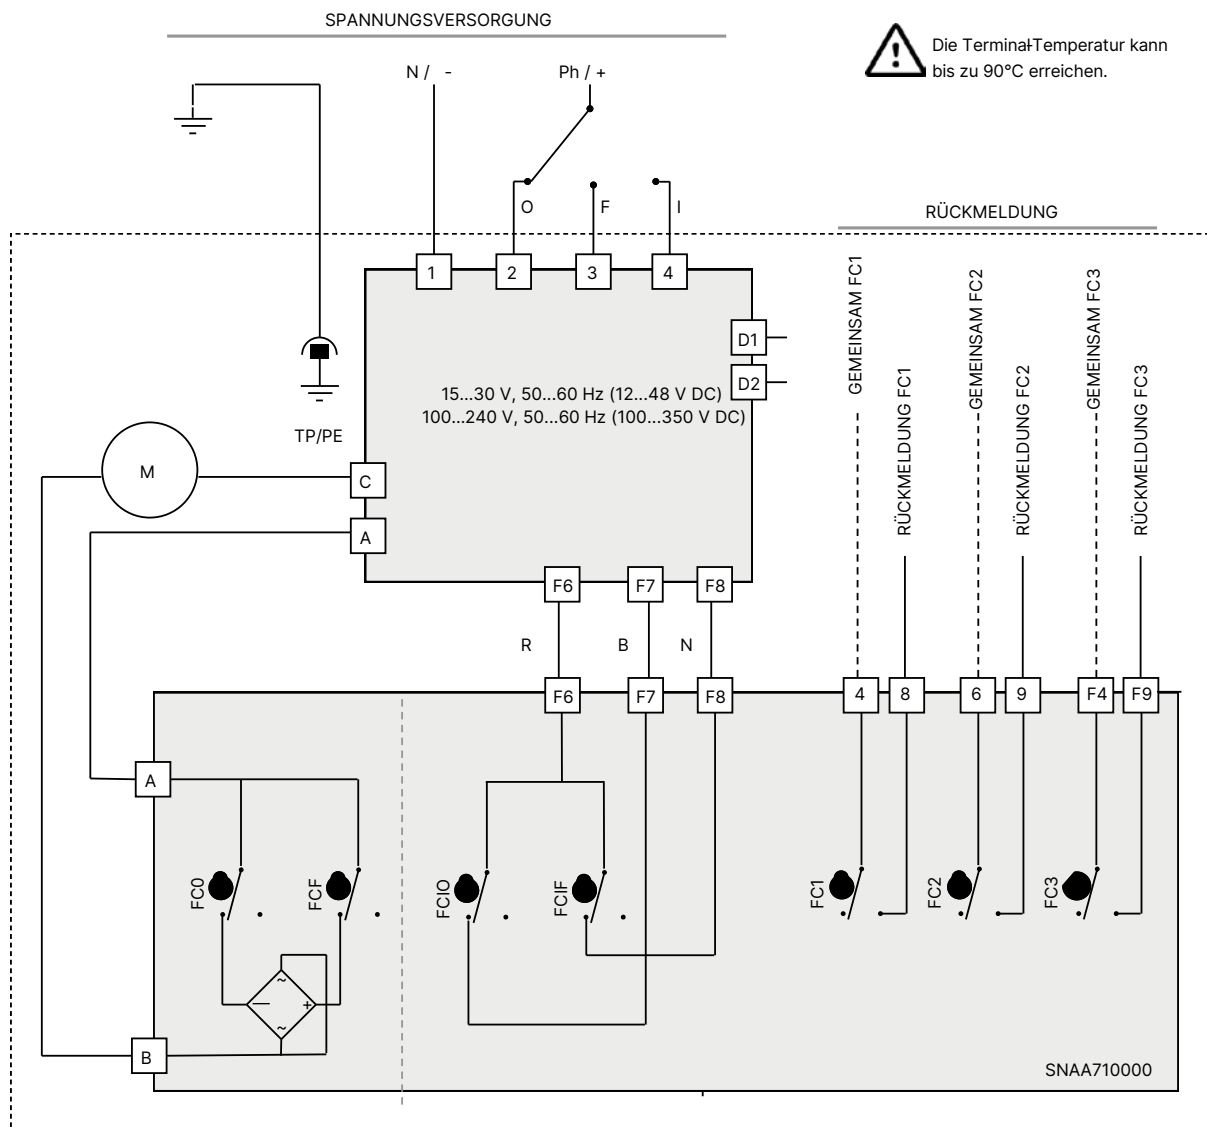 SPANNUNGSVERSORGUNG
Die Terminal-Temperatur kann
bis zu 90°C erreichen.
N / -
Ph / +
O
F
I
RÜCKMELDUNG
1
2
3
4
D1
D2
15...30 V, 50...60 Hz (12...48 V DC)
100...240 V, 50...60 Hz (100...350 V DC)
TP/PE
M
C
A
GEMEINSAM FC1
RÜCKMELDUNG FC1
GEMEINSAM FC2
RÜCKMELDUNG FC2
GEMEINSAM FC3
RÜCKMELDUNG FC3
F6
F7
F8
R
B
N
F6
F7
F8
4
8
6
9
F4
F9
A
FC0
FCF
FCIO
FCIF
FC1
FC2
FC3
~
—
+
~
B
SNAA710000